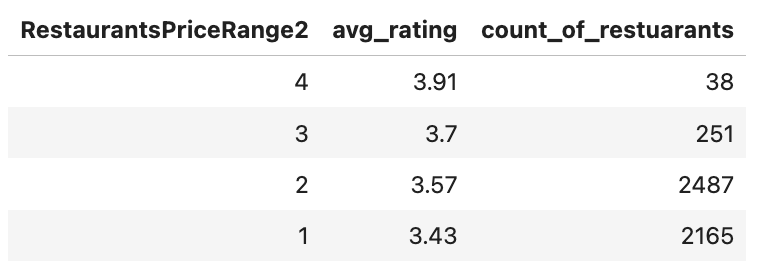 RestaurantsPriceRange2 avg_rating count_of_restuarants
4 3.91 38
3 3.7 251
2 3.57 2487
1 3.43 2165